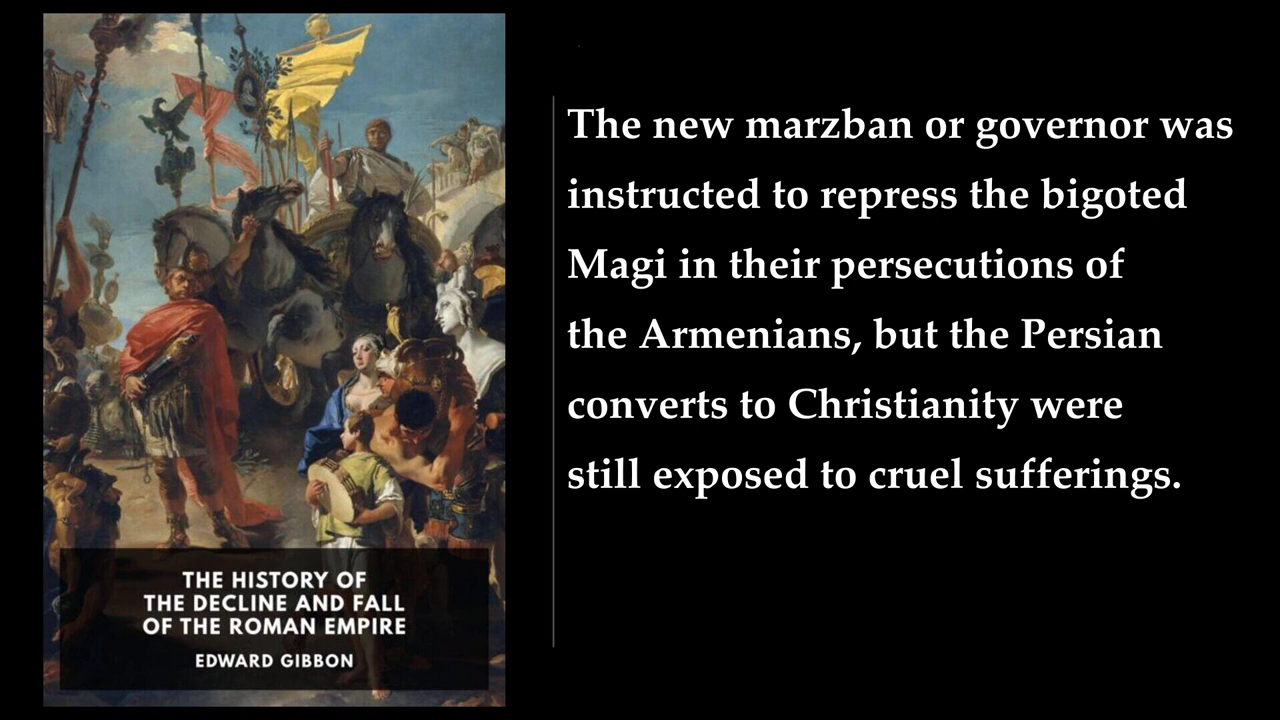 The new marzban or governor was
instructed to repress the bigoted
Magi in their persecutions of
the Armenians, but the Persian
converts to Christianity were
still exposed to cruel sufferings.
THE HISTORY OF
THE DECLINE AND FALL
OF THE ROMAN EMPIRE
EDWARD GIBBON